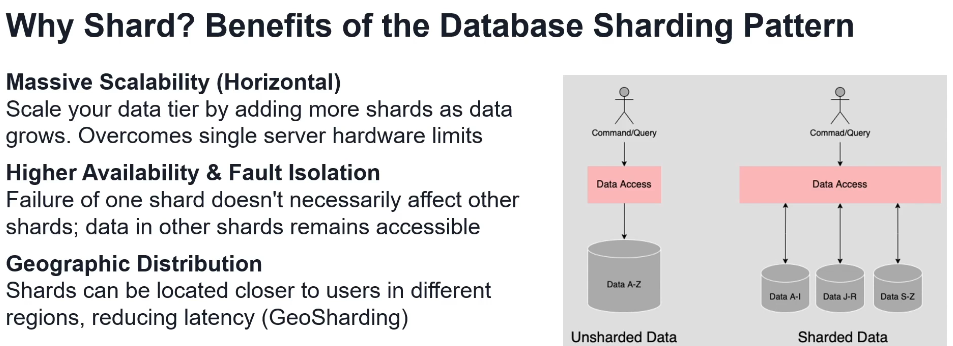 Why Shard? Benefits of the Database Sharding Pattern
Massive Scalability (Horizontal)
Scale your data tier by adding more shards as data
grows. Overcomes single server hardware limits
Higher Availability & Fault Isolation
Failure of one shard doesn't necessarily affect other
shards; data in other shards remains accessible
Geographic Distribution
Shards can be located closer to users in different
regions, reducing latency (GeoSharding)
Command/Query
Data Access
Data A-Z
Unsharded Data
Commad/Query
Data Access
Data A-I
Data J-R
Data S-Z
Sharded Data